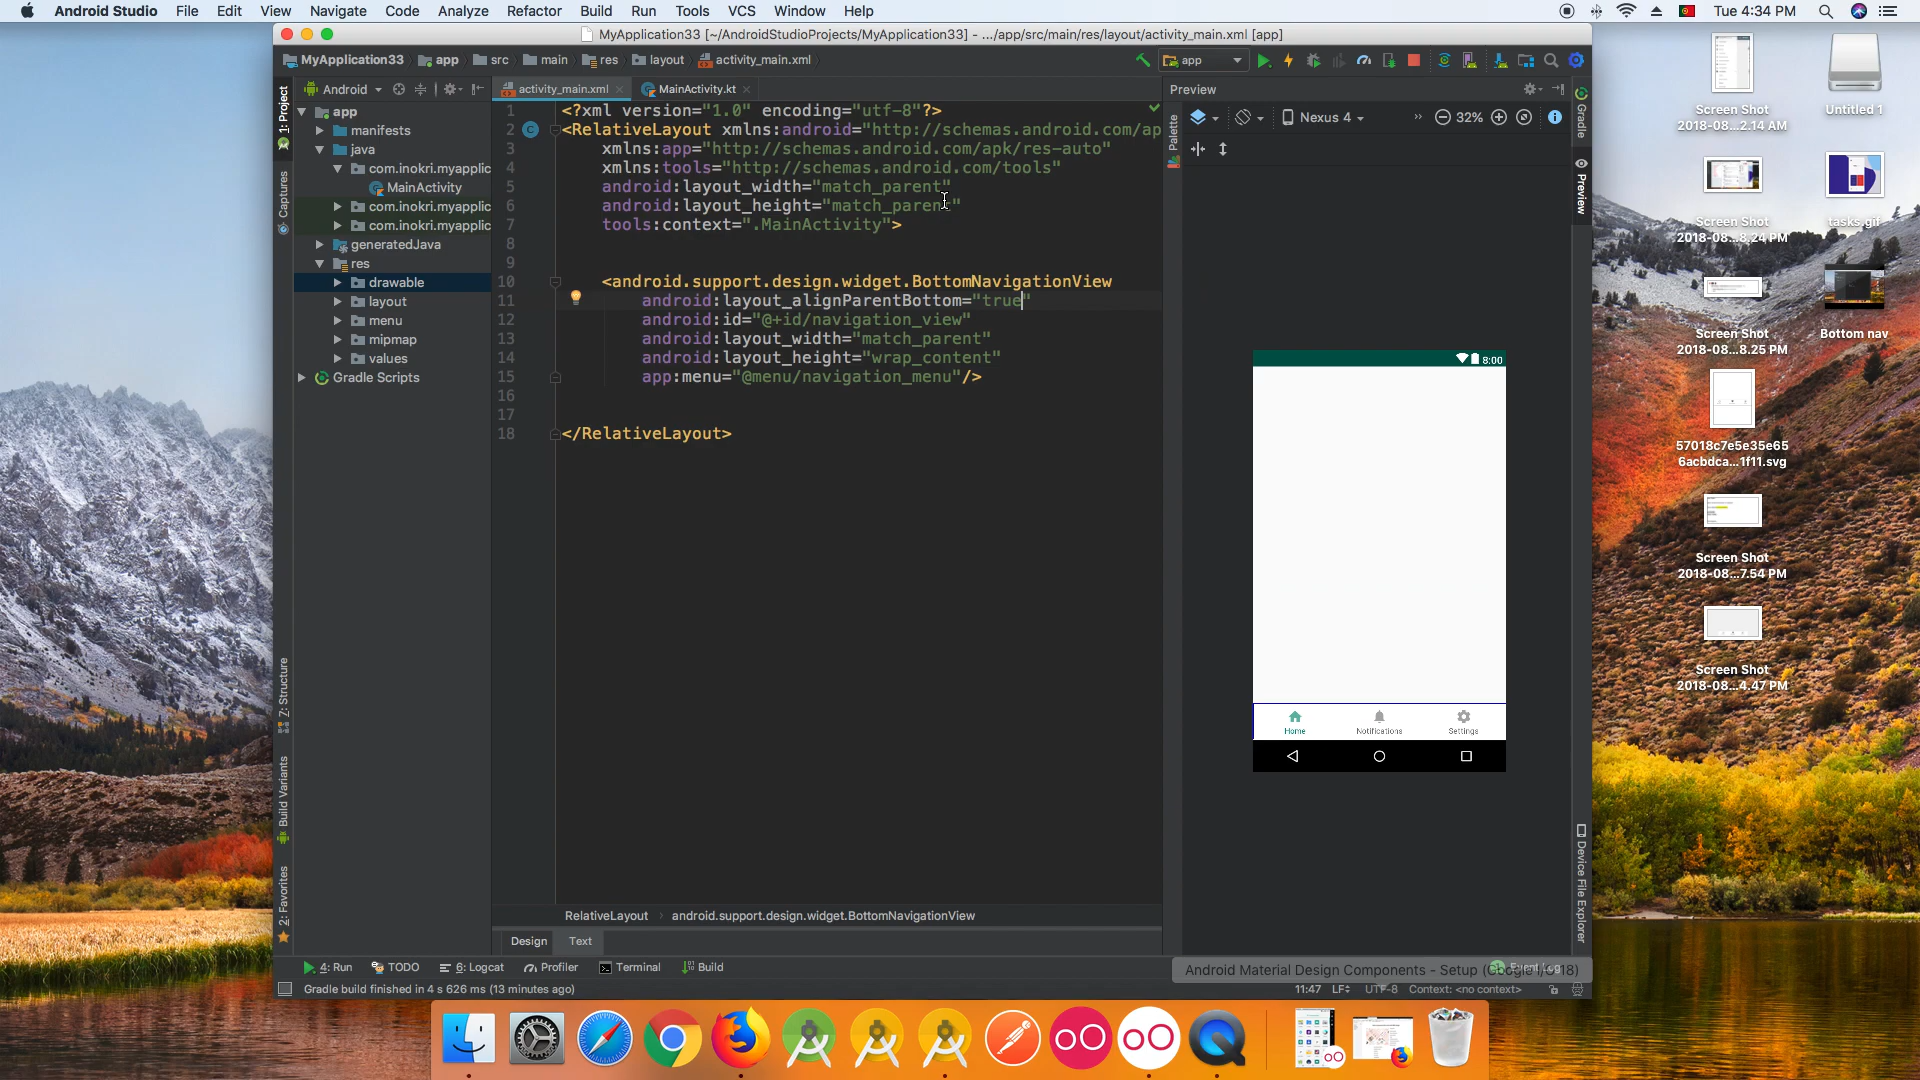 Android Studio File Edit View Navigate Code Analyze Refactor Build Run Tools VCS Window Help Tue 4:34 PM
MyApplication33 [~/AndroidStudioProjects/MyApplication33] - .../app/src/main/res/layout/activity_main.xml [app]
MyApplication33 app src main res layout activity_main.xml app
1: Project
Captures
7: Structure
Build Variants
2: Favorites
Android
app
manifests
java
com.inokri.myapplic
MainActivity
com.inokri.myapplic
com.inokri.myapplic
generatedJava
res
drawable
layout
menu
mipmap
values
Gradle Scripts
activity_main.xml MainActivity.kt
1 <?xml version="1.0" encoding="utf-8"?>
2 <RelativeLayout xmlns:android="http://schemas.android.com/ap
3 xmlns:app="http://schemas.android.com/apk/res-auto"
4 xmlns:tools="http://schemas.android.com/tools"
5 android:layout_width="match_parent"
6 android:layout_height="match_parent"
7 tools:context=".MainActivity">
8
9
10 <android.support.design.widget.BottomNavigationView
11 android:layout_alignParentBottom="true"
12 android:id="@+id/navigation_view"
13 android:layout_width="match_parent"
14 android:layout_height="wrap_content"
15 app:menu="@menu/navigation_menu"/>
16
17
18 </RelativeLayout>
RelativeLayout android.support.design.widget.BottomNavigationView
Design Text
Preview
Palette
Nexus 4 32%
8:00
Home Notifications Settings
Gradle
Preview
Device File Explorer
4: Run TODO 6: Logcat Profiler Terminal Build
Android Material Design Components - Setup (Google I/O 18)
Event Log
Gradle build finished in 4 s 626 ms (13 minutes ago)
11:47 LF UTF-8 Context: <no context>
Screen Shot
2018-08...2.14 AM
Untitled 1
Screen Shot
2018-08...8.24 PM
tasks.gif
Screen Shot
2018-08...8.25 PM
Bottom nav
57018c7e5e35e65
6acbdca...1f11.svg
Screen Shot
2018-08...7.54 PM
Screen Shot
2018-08...4.47 PM